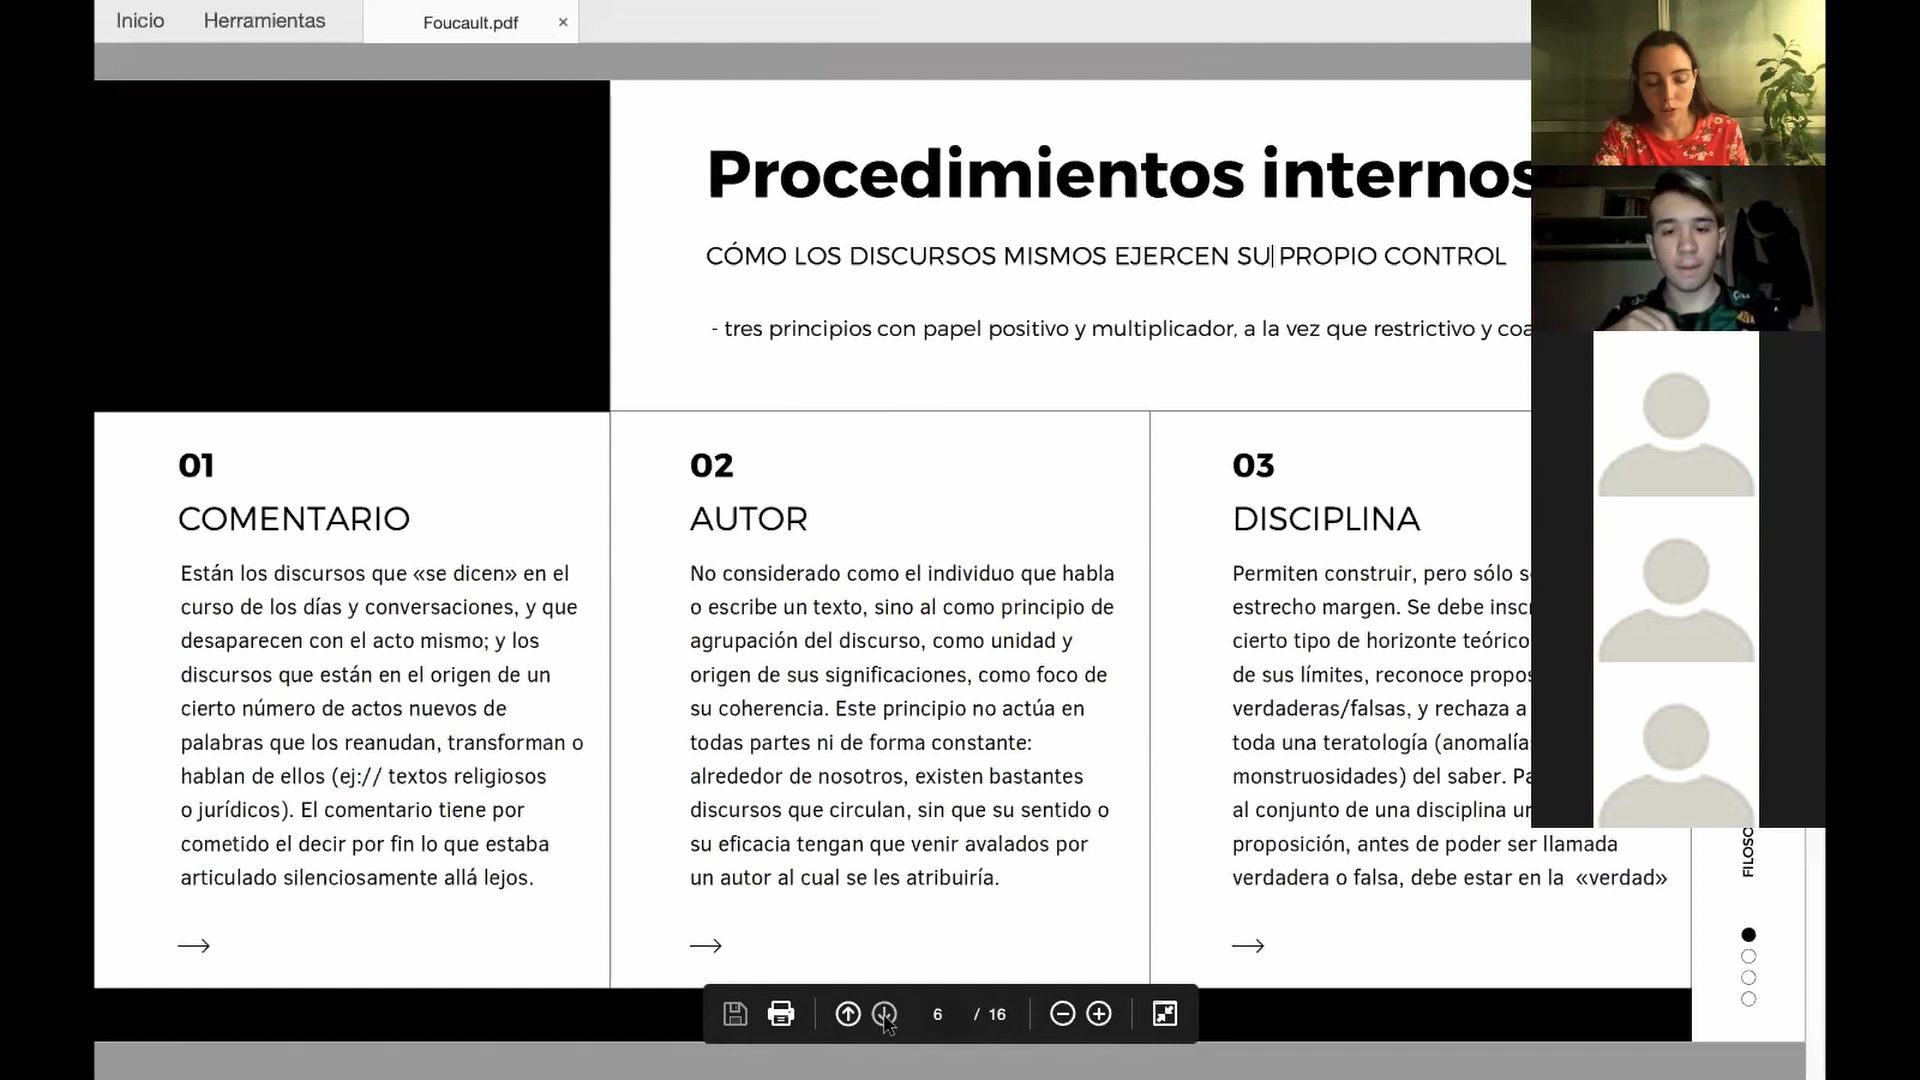 Inicio Herramientas Foucault.pdf ×
Procedimientos internos
CÓMO LOS DISCURSOS MISMOS EJERCEN SU PROPIO CONTROL
- tres principios con papel positivo y multiplicador, a la vez que restrictivo y
01
COMENTARIO
Están los discursos que «se dicen» en el
curso de los días y conversaciones, y que
desaparecen con el acto mismo; y los
discursos que están en el origen de un
cierto número de actos nuevos de
palabras que los reanudan, transforman o
hablan de ellos (ej:// textos religiosos
o jurídicos). El comentario tiene por
cometido el decir por fin lo que estaba
articulado silenciosamente allá lejos.
02
AUTOR
No considerado como el individuo que habla
o escribe un texto, sino al como principio de
agrupación del discurso, como unidad y
origen de sus significaciones, como foco de
su coherencia. Este principio no actúa en
todas partes ni de forma constante:
alrededor de nosotros, existen bastantes
discursos que circulan, sin que su sentido o
su eficacia tengan que venir avalados por
un autor al cual se les atribuiría.
03
DISCIPLINA
Permiten construir, pero sólo
estrecho margen. Se debe
cierto tipo de horizonte teórico
de sus límites, reconoce
verdaderas/falsas, y rechaza a
toda una teratología
monstruosidades) del saber.
al conjunto de una disciplina
proposición, antes de poder ser llamada
verdadera o falsa, debe estar en la «verdad»
6 / 16